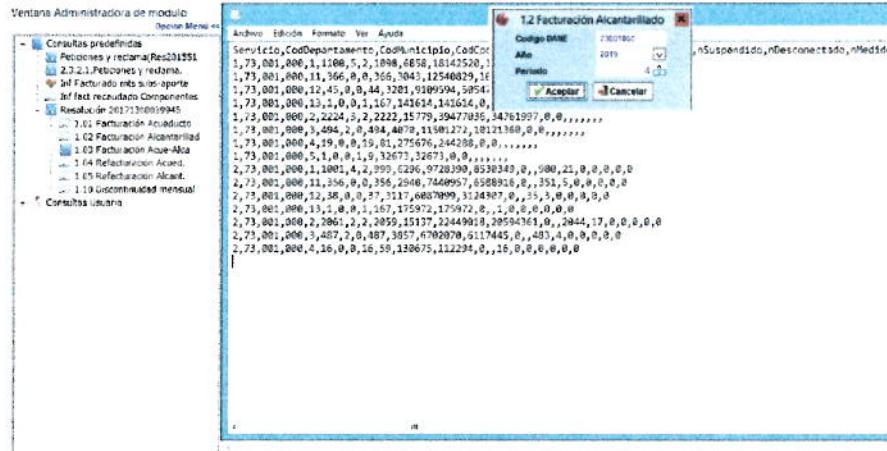 Ventana Administradora de modulo
Opcion Menú <<
Consultas predefinidas
Peticiones y reclama(Res201551
2.3.2.1.Peticiones y reclama.
Inf Facturado mts subs-aporte
Inf fact recaudado Componentes
Resolución 20171300039945
1.01 Facturación Acueducto
1.02 Facturación Alcantarillad
1.03 Facturación Acue-Alca
1.04 Refacturación Acued.
1.05 Refacturación Alcant.
1.10 Discontinuidad mensual
Consultas Usuario
Archivo Edición Formato Ver Ayuda
Servicio,CodDepartamento,CodMunicipio,
,nSuspendido,nDesconectado,nMedido
1.2 Facturación Alcantarillado
Codigo DANE
Año 2019
Periodo 4
Aceptar Cancelar
1,73,001,000,1,1100,5,2,1098,6858,18142520,1
1,73,001,000,11,366,0,0,366,3043,12540829,10
1,73,001,000,12,45,0,0,44,3201,9109594,
1,73,001,000,13,1,0,0,1,167,141614,141614,0,
1,73,001,000,2,2224,3,2,2222,15779,39477036,34761997,0,0,,,,,,,
1,73,001,000,3,494,2,0,494,4070,11501272,10121360,0,0,,,,,,,
1,73,001,000,4,19,0,0,19,81,275676,244288,0,0,,,,,,,
1,73,001,000,5,1,0,0,1,9,32673,32673,0,0,,,,,,,
2,73,001,000,1,1001,4,2,999,6296,9728390,8530349,0,,980,21,0,0,0,0,0
2,73,001,000,11,356,0,0,356,2940,7440957,6588916,0,,351,5,0,0,0,0,0
2,73,001,000,12,38,0,0,37,3117,6087099,3124307,0,,35,3,0,0,0,0,0
2,73,001,000,13,1,0,0,1,167,175972,175972,0,,1,0,0,0,0,0,0
2,73,001,000,2,2061,2,2,2059,15137,22449018,20594361,0,,2044,17,0,0,0,0,0
2,73,001,000,3,487,2,0,487,3857,6702070,6117445,0,,483,4,0,0,0,0,0
2,73,001,000,4,16,0,0,16,59,130675,112294,0,,16,0,0,0,0,0,0